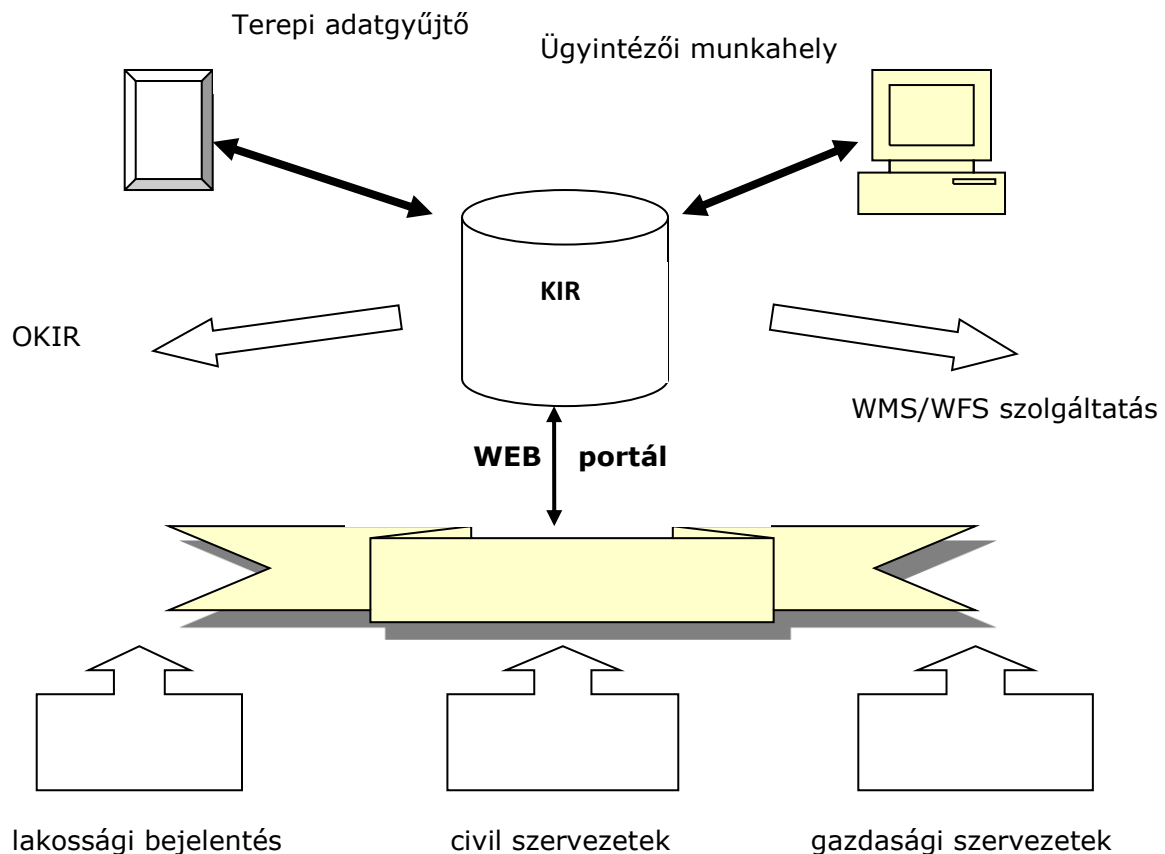 Terepi adatgyűjtő
Ügyintézői munkahely
KIR
OKIR
WMS/WFS szolgáltatás
WEB portál
lakossági bejelentés
civil szervezetek
gazdasági szervezetek